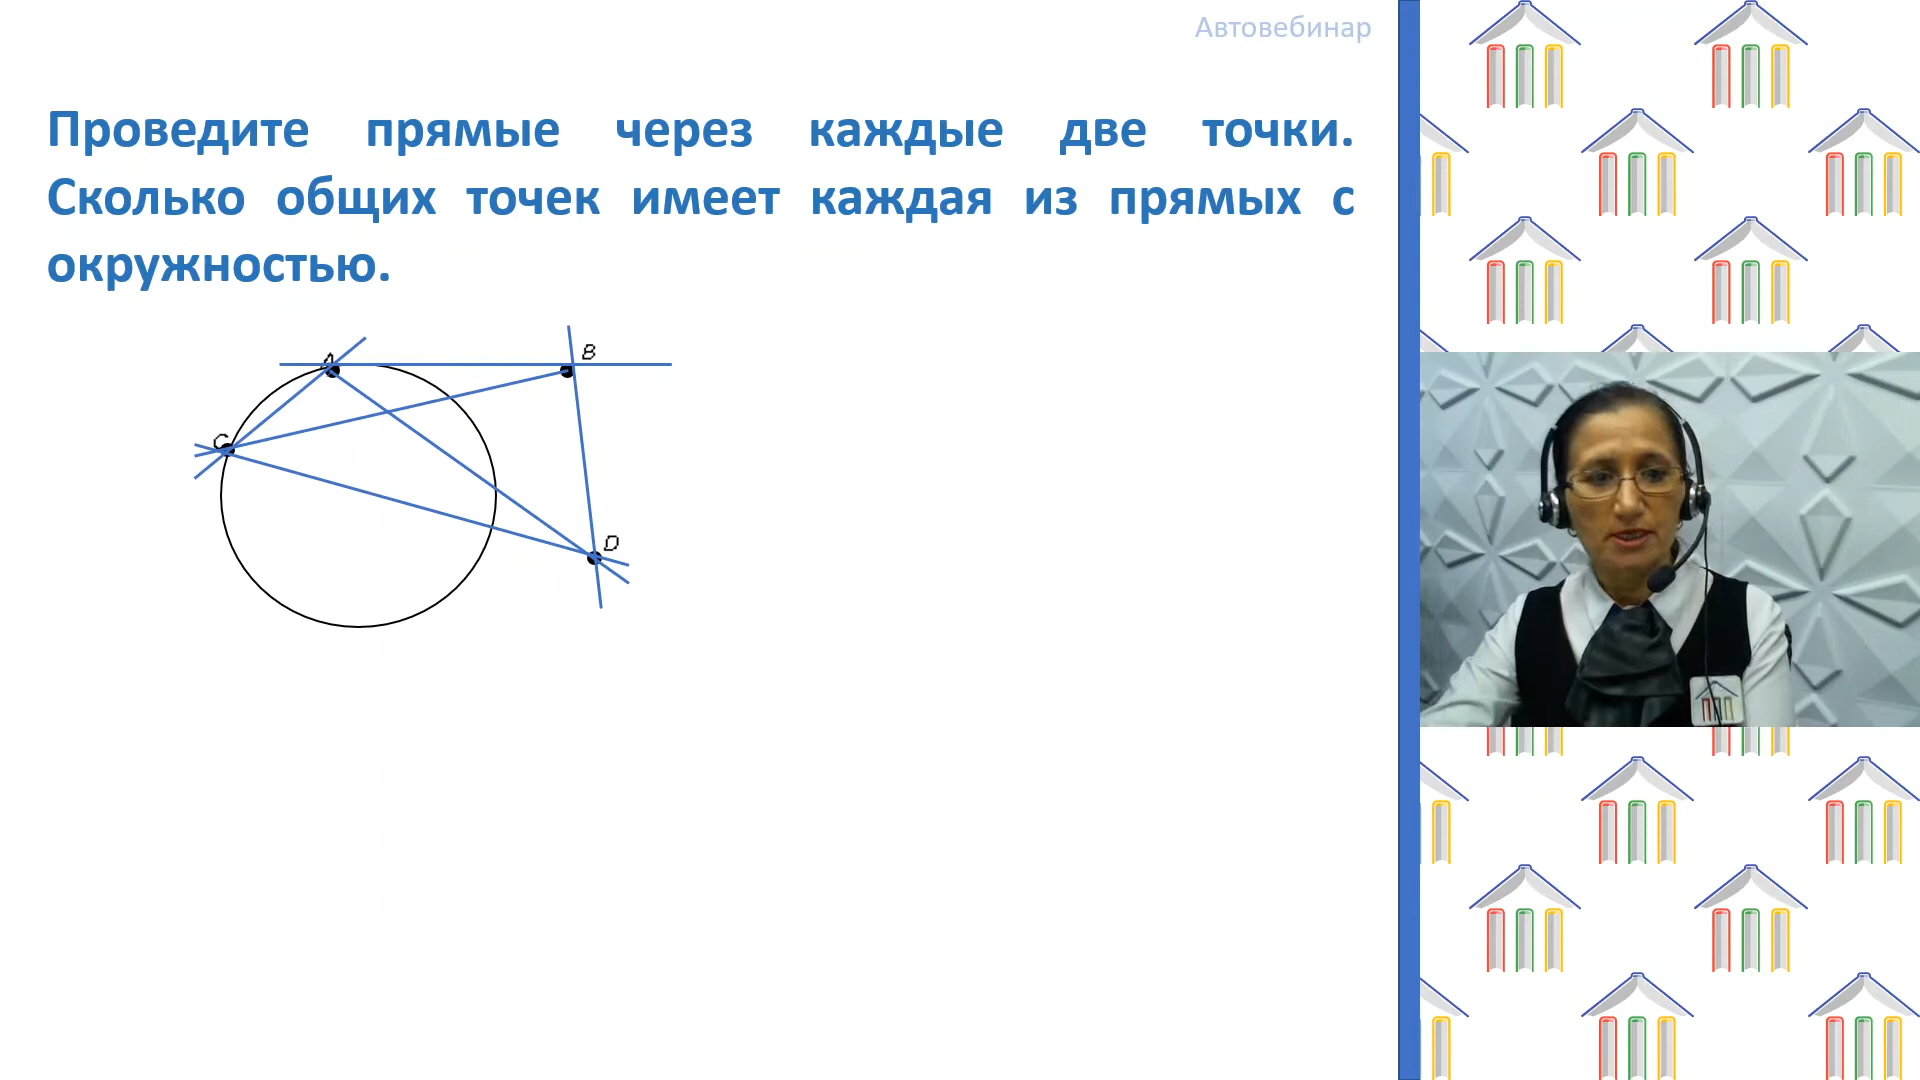 Автовебинар
Проведите прямые через каждые две точки.
Сколько общих точек имеет каждая из прямых с
окружностью.
A
B
C
D